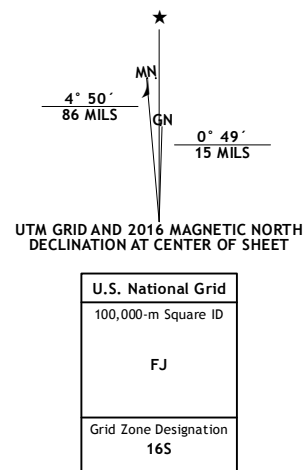 ★
MN
4° 50´
86 MILS
GN
0° 49´
15 MILS
UTM GRID AND 2016 MAGNETIC NORTH
DECLINATION AT CENTER OF SHEET
U.S. National Grid
100,000-m Square ID
FJ
Grid Zone Designation
16S